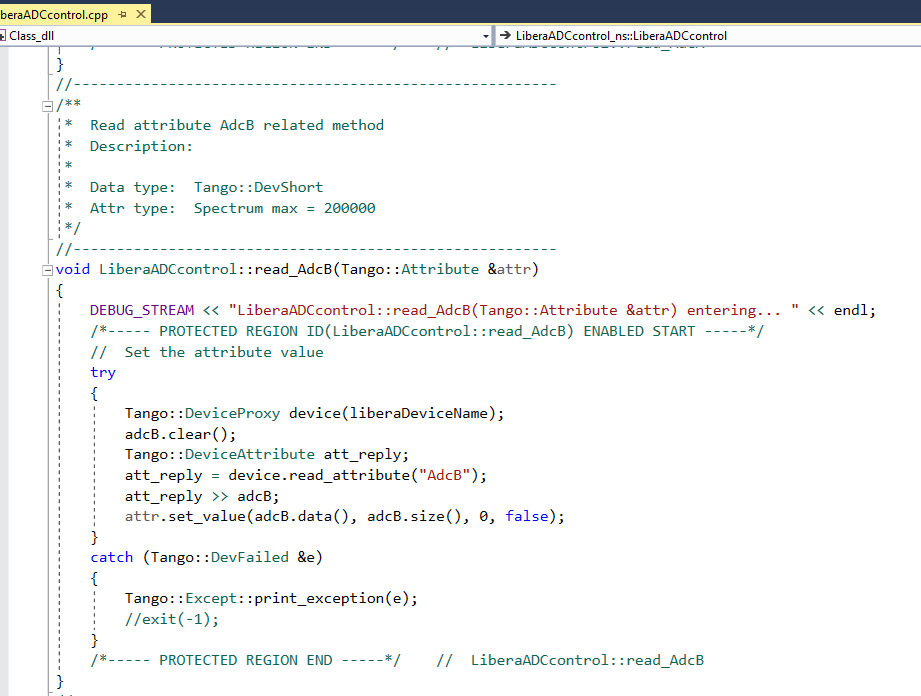 beraADCcontrol.cpp
Class_dll
LiberaADCcontrol_ns::LiberaADCcontrol
}
//--------------------------------------------------------
/**
* Read attribute AdcB related method
* Description:
*
* Data type: Tango::DevShort
* Attr type: Spectrum max = 200000
*/
//--------------------------------------------------------
void LiberaADCcontrol::read_AdcB(Tango::Attribute &attr)
{
DEBUG_STREAM << "LiberaADCcontrol::read_AdcB(Tango::Attribute &attr) entering... " << endl;
/*----- PROTECTED REGION ID(LiberaADCcontrol::read_AdcB) ENABLED START -----*/
// Set the attribute value
try
{
Tango::DeviceProxy device(liberaDeviceName);
adcB.clear();
Tango::DeviceAttribute att_reply;
att_reply = device.read_attribute("AdcB");
att_reply >> adcB;
attr.set_value(adcB.data(), adcB.size(), 0, false);
}
catch (Tango::DevFailed &e)
{
Tango::Except::print_exception(e);
//exit(-1);
}
/*----- PROTECTED REGION END -----*/ // LiberaADCcontrol::read_AdcB
}